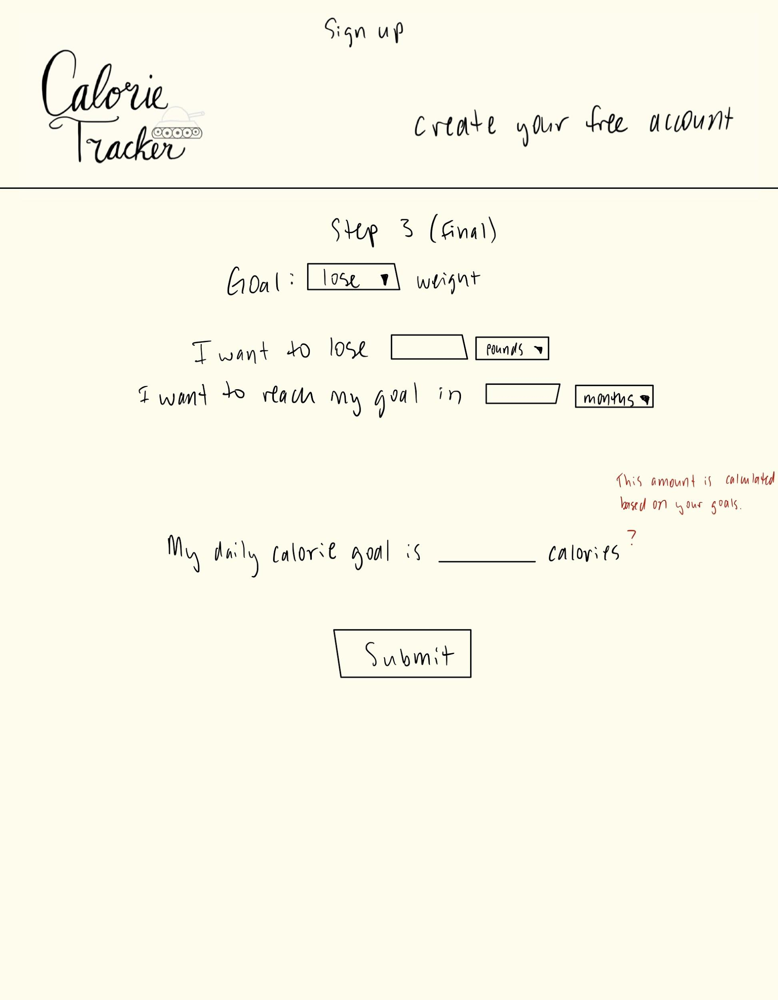 Sign up
Calorie
Tracker
create your free account
Step 3 (Final)
Goal: lose ▼ weight
I want to lose pounds ▼
I want to reach my goal in months ▼
This amount is calculated
based on your goals.
My daily calorie goal is ______ calories ?
Submit